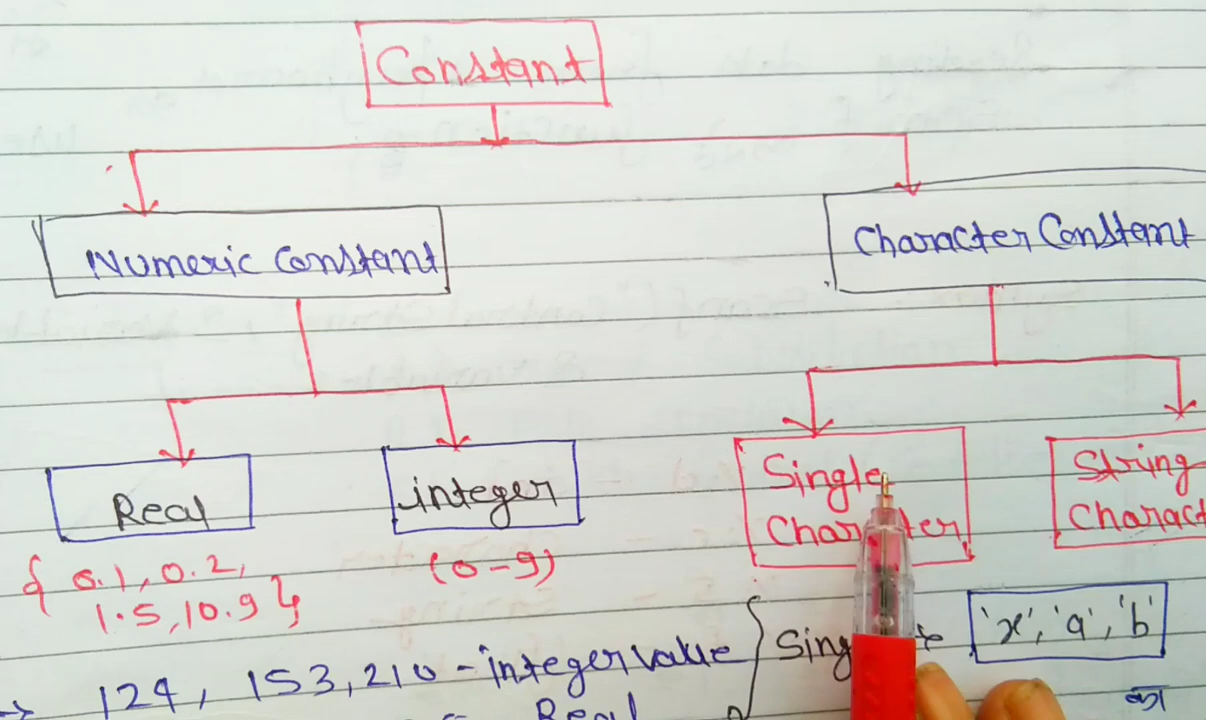 Constant
Numeric Constant
Character Constant
Real
integer
Single
Character
String
Charact
{ 0.1, 0.2,
1.5, 10.9 }
(0-9)
124, 153, 210 - integer value
Real
'x', 'a', 'b'
का